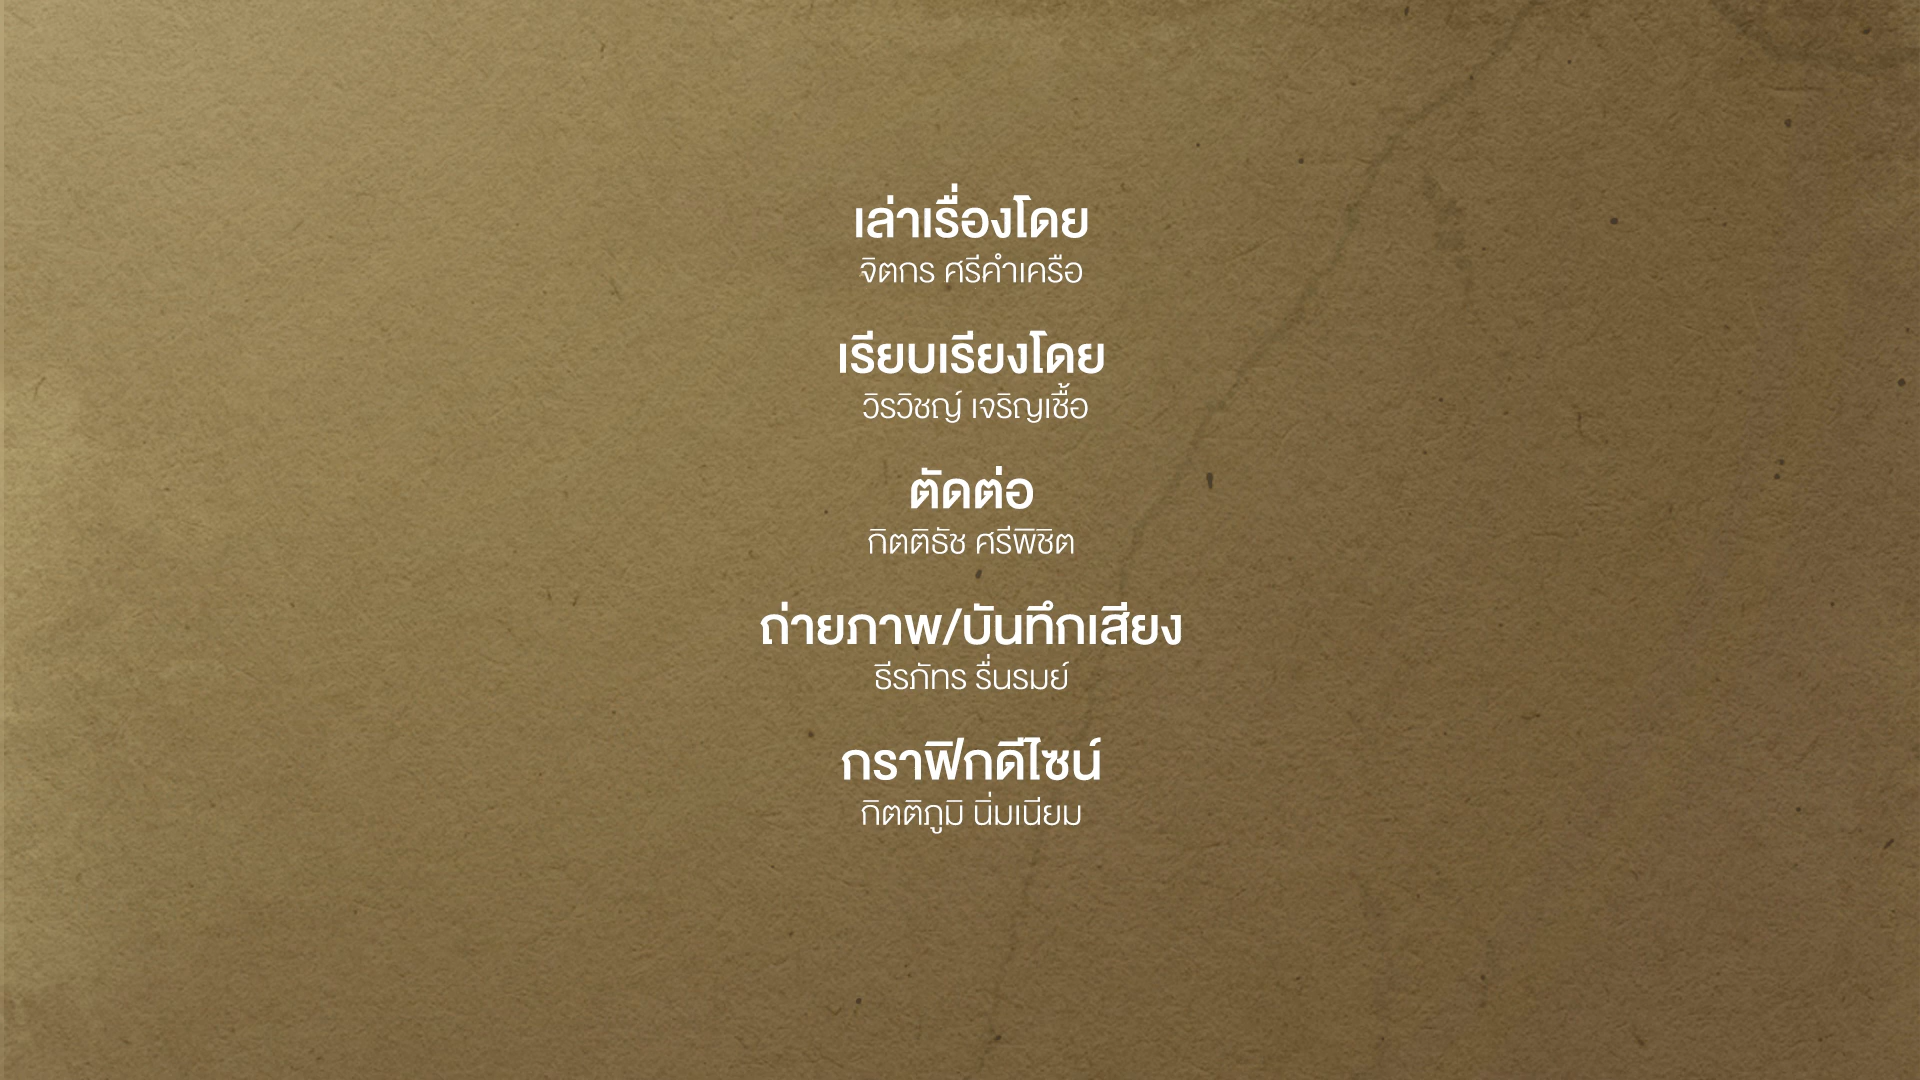 เล่าเรื่องโดย
จิตกร ศรีคำเครือ
เรียบเรียงโดย
วิรวิชญ์ เจริญเชื้อ
ตัดต่อ
กิตติธัช ศรีพิชิต
ถ่ายภาพ/บันทึกเสียง
ธีรภัทร รื่นรมย์
กราฟิกดีไซน์
กิตติภูมิ นิ่มเนียม